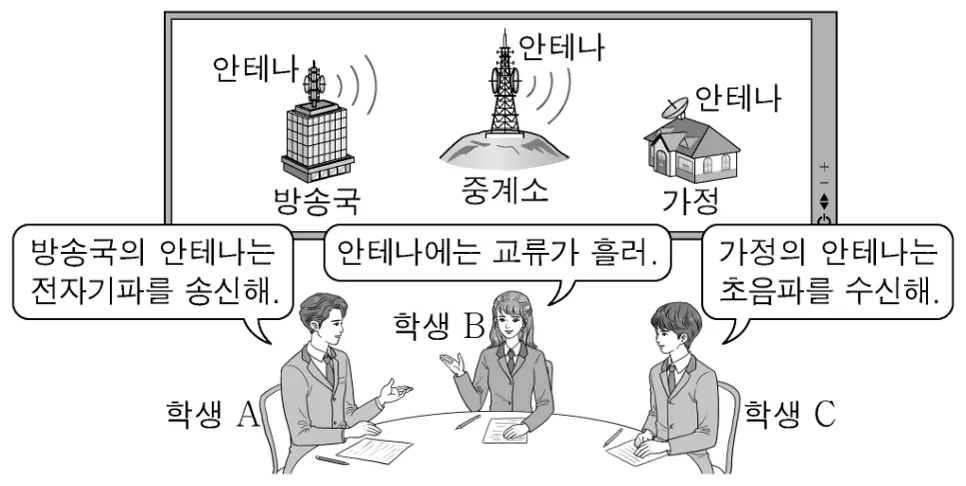 안테나
안테나
안테나
방송국
중계소
가정
방송국의 안테나는
전자기파를 송신해.
안테나에는 교류가 흘러.
가정의 안테나는
초음파를 수신해.
학생 B
학생 A
학생 C